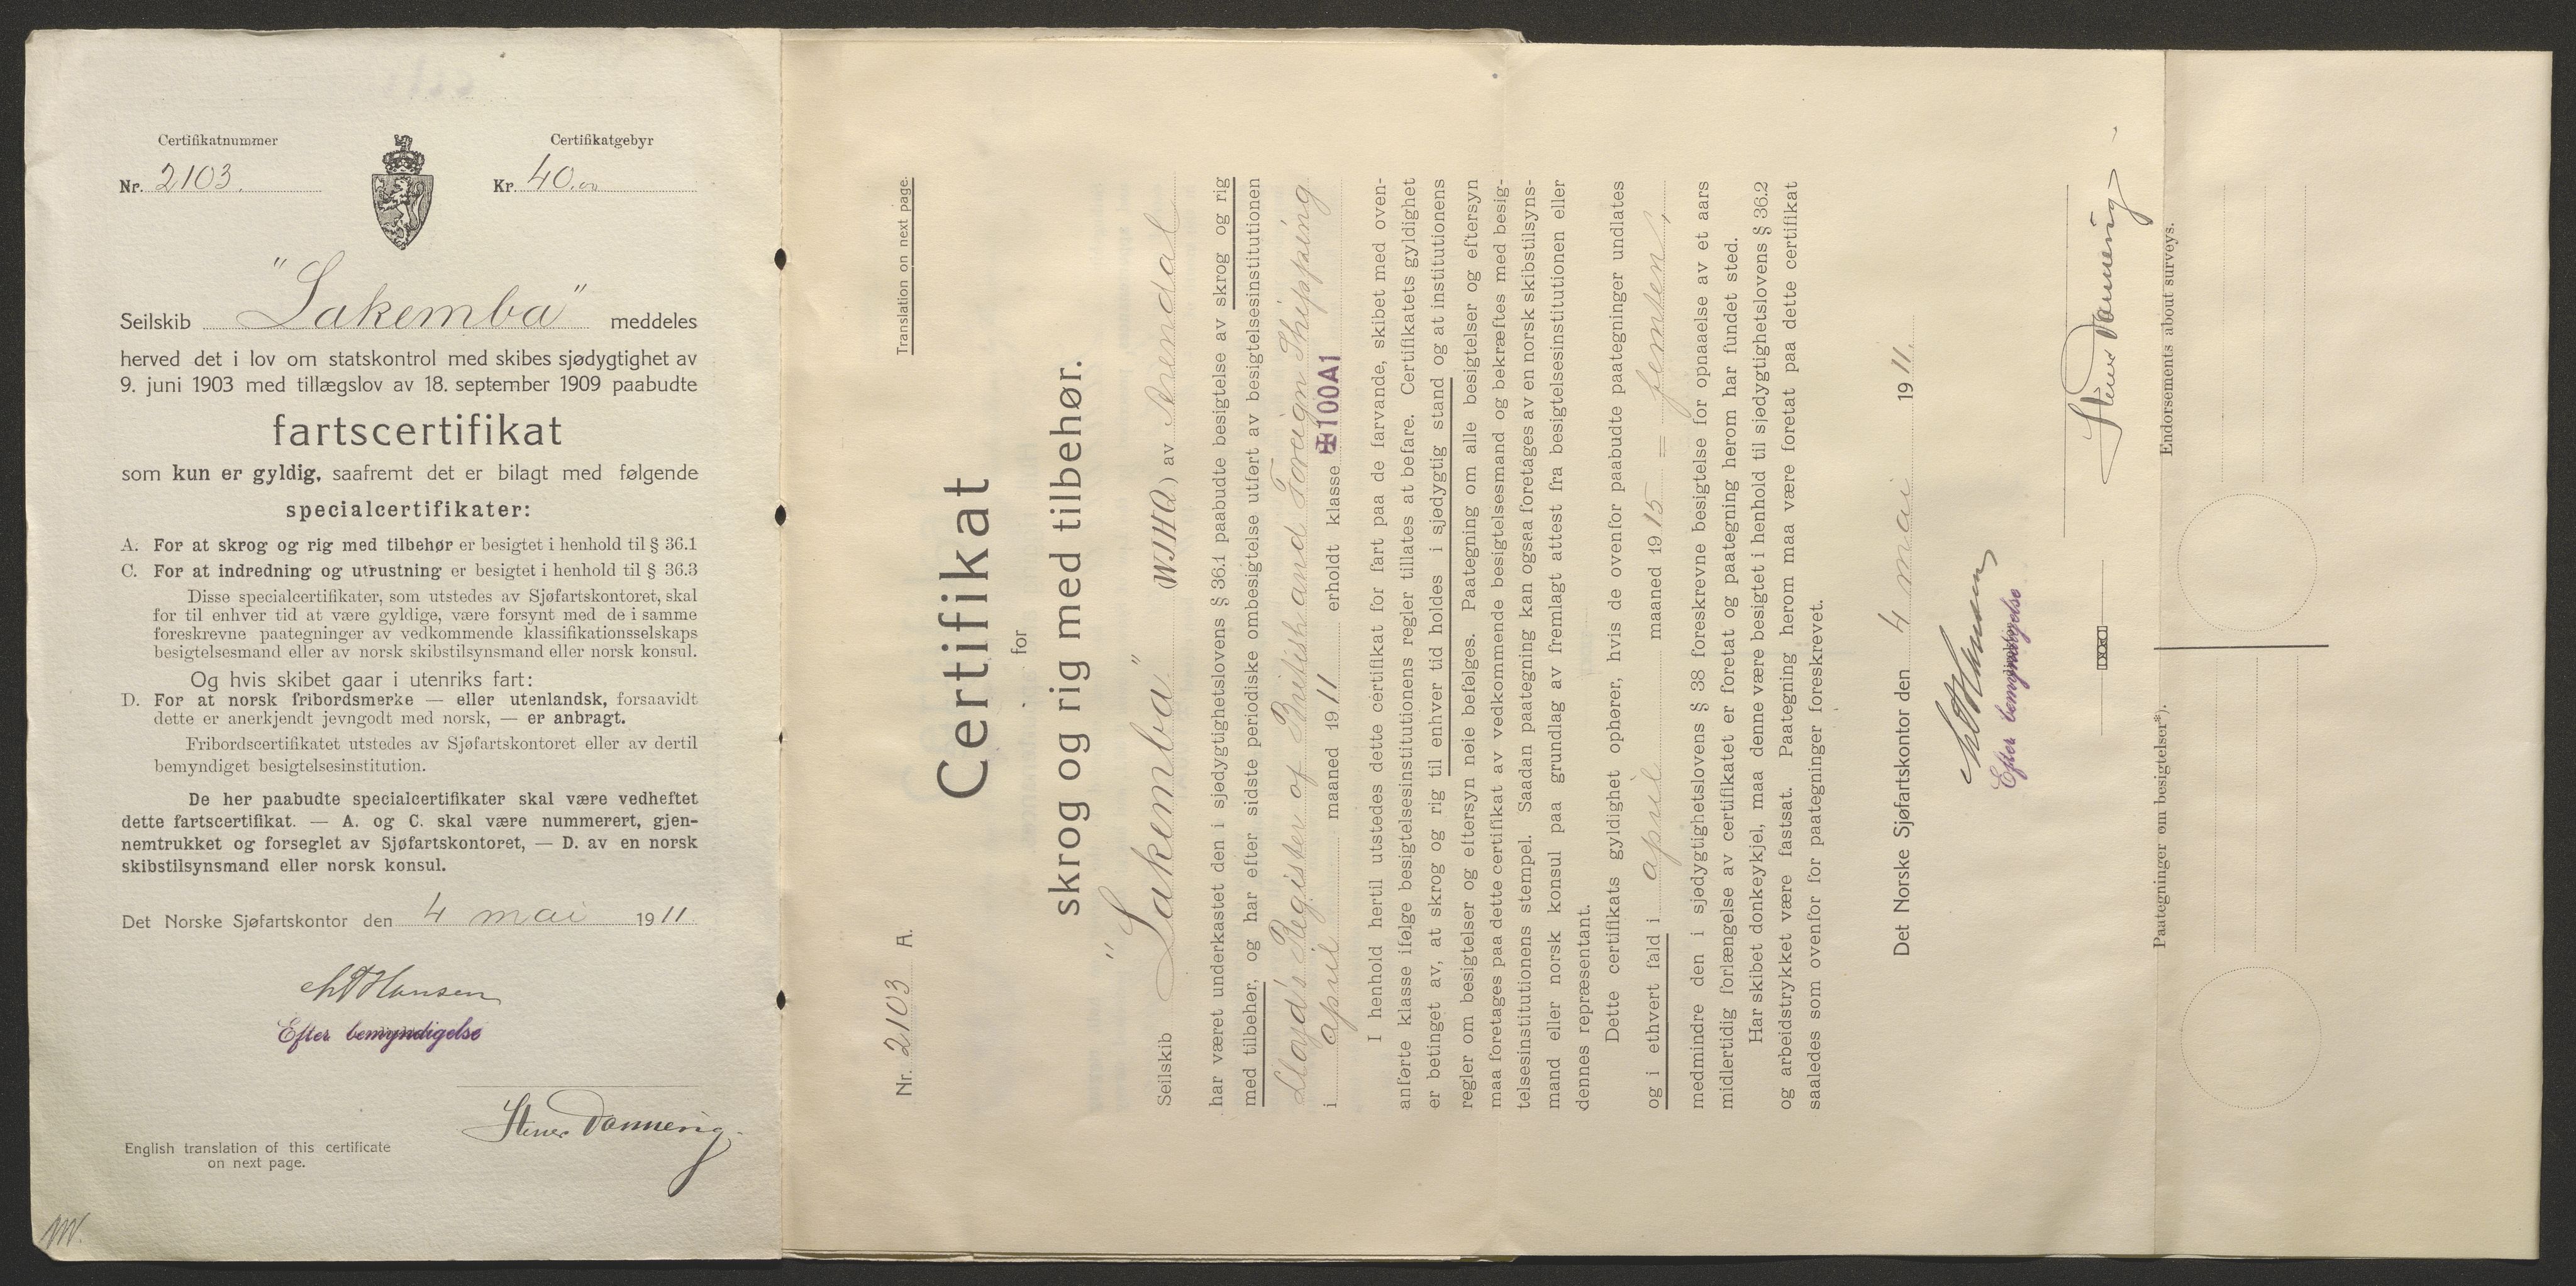 Certifikatnummer
Nr. 2103.
Certifikatgebyr
Kr. 40.00
Seilskib "Lakemba" meddeles
herved det i lov om statskontrol med skibes sjødygtighet av
9. juni 1903 med tillægslov av 18. september 1909 paabudte
fartscertifikat
som kun er gyldig, saafremt det er bilagt med følgende
specialcertifikater:
A. For at skrog og rig med tilbehør er besigtet i henhold til § 36.1
C. For at indredning og utrustning er besigtet i henhold til § 36.3
Disse specialcertifikater, som utstedes av Sjøfartskontoret, skal
for til enhver tid at være gyldige, være forsynt med de i samme
foreskrevne paategninger av vedkommende klassifikationsselskaps
besigtelsesmand eller av norsk skibstilsynsmand eller norsk konsul.
Og hvis skibet gaar i utenriks fart:
D. For at norsk fribordsmerke — eller utenlandsk, forsaavidt
dette er anerkjendt jevngodt med norsk, — er anbragt.
Fribordscertifikatet utstedes av Sjøfartskontoret eller av dertil
bemyndiget besigtelsesinstitution.
De her paabudte specialcertifikater skal være vedheftet
dette fartscertifikat. — A. og C. skal være nummerert, gjen-
nemtrukket og forseglet av Sjøfartskontoret, — D. av en norsk
skibstilsynsmand eller norsk konsul.
Det Norske Sjøfartskontor den 4 mai 1911
Hansen
Efter bemyndigelse
English translation of this certificate
on next page.
Nr. 2103 A.
Translation on next page.
Certifikat
for
skrog og rig med tilbehør.
Seilskib "Lakemba" ) av Arendal
har været underkastet den i sjødygtighetslovens § 36.1 paabudte besigtelse av skrog og rig
med tilbehør, og har efter sidste periodiske ombesigtelse utført av besigtelsesinstitutionen
Lloyd's Register of British and Foreign Shipping
i april maaned 1911 erholdt klasse ✠100A1
I henhold hertil utstedes dette certifikat for fart paa de farvande, skibet med oven-
anførte klasse ifølge besigtelsesinstitutionens regler tillates at befare. Certifikatets gyldighet
er betinget av, at skrog og rig til enhver tid holdes i sjødygtig stand og at institutionens
regler om besigtelser og eftersyn nøie befølges. Paategning om alle besigtelser og eftersyn
maa foretages paa dette certifikat av vedkommende besigtelsesmand og bekræftes med besig-
telsesinstitutionens stempel. Saadan paategning kan ogsaa foretages av en norsk skibstilsyns-
mand eller norsk konsul paa grundlag av fremlagt attest fra besigtelsesinstitutionen eller
dennes repræsentant.
Dette certifikats gyldighet ophører, hvis de ovenfor paabudte paategninger undlates
og i ethvert fald i april maaned 1915 = femten,
medmindre den i sjødygtighetslovens § 38 foreskrevne besigtelse for opnaaelse av et aars
midlertidig forlængelse av certifikatet er foretat og paategning herom har fundet sted.
Har skibet donkeykjel, maa denne være besigtet i henhold til sjødygtighetslovens § 36.2
og arbeidstrykket være fastsat. Paategning herom maa være foretat paa dette certifikat
saaledes som ovenfor for paategninger foreskrevet.
Det Norske Sjøfartskontor den 4 mai 1911.
Hansen
Efter bemyndigelse
Paategninger om besigtelser*).
Endorsements about surveys.